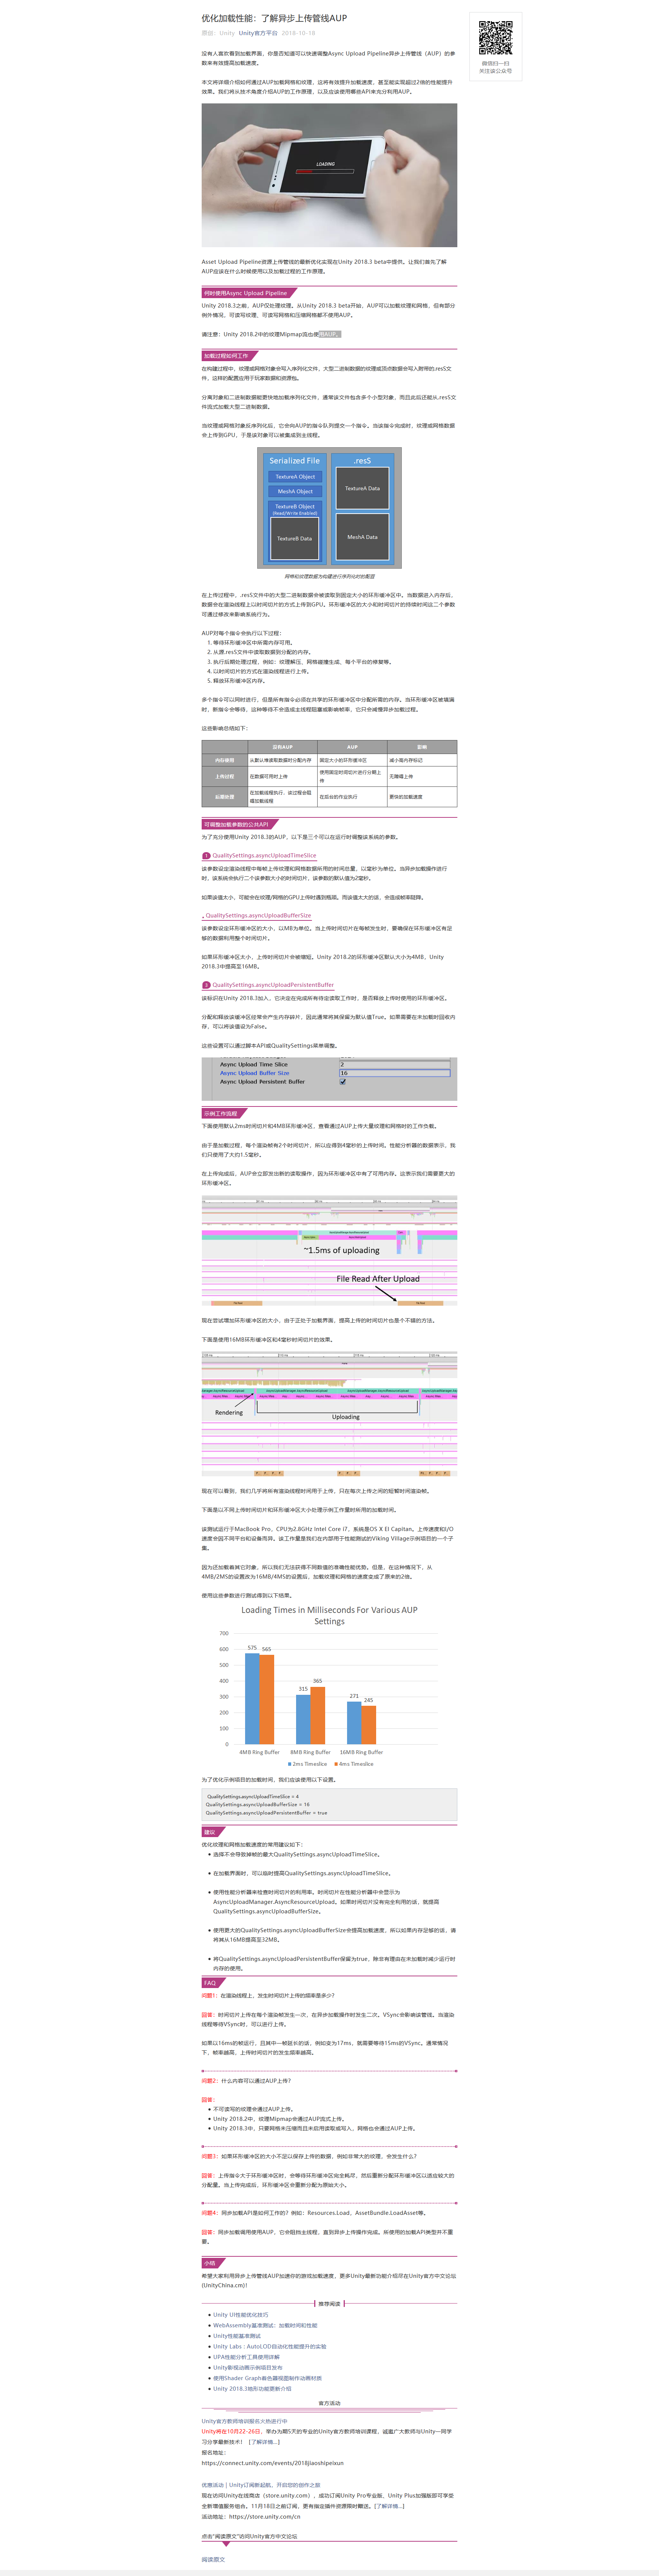 优化加载性能：了解异步上传管线AUP
原创： Unity Unity官方平台 2018-10-18
微信扫一扫
关注该公众号
没有人喜欢看到加载界面，你是否知道可以快速调整Async Upload Pipeline异步上传管线（AUP）的参
数来有效提高加载速度。
本文将详细介绍如何通过AUP加载网格和纹理，这将有效提升加载速度，甚至能实现超过2倍的性能提升
效果。我们将从技术角度介绍AUP的工作原理，以及应该使用哪些API来充分利用AUP。
LOADING
Asset Upload Pipeline资源上传管线的最新优化实现在Unity 2018.3 beta中提供。让我们首先了解
AUP应该在什么时候使用以及加载过程的工作原理。
何时使用Async Upload Pipeline
Unity 2018.3之前，AUP仅处理纹理。从Unity 2018.3 beta开始，AUP可以加载纹理和网格，但有部分
例外情况，可读写纹理，可读写网格和压缩网格都不使用AUP。
请注意：Unity 2018.2中的纹理Mipmap流也使用AUP。
加载过程如何工作
在构建过程中，纹理或网格对象会写入序列化文件，大型二进制数据的纹理或顶点数据会写入附带的.resS文
件，这样的配置应用于玩家数据和资源包。
分离对象和二进制数据能更快地加载序列化文件，通常该文件包含多个小型对象，而且此后还能从.resS文
件流式加载大型二进制数据。
当纹理或网格对象反序列化后，它会向AUP的指令队列提交一个指令。当该指令完成时，纹理或网格数据
会上传到GPU，于是该对象可以被集成到主线程。
Serialized File
.resS
TextureA Object
MeshA Object
TextureB Object
(Read/Write Enabled)
TextureB Data
TextureA Data
MeshA Data
网格和纹理数据为构建进行序列化时的配置
在上传过程中，.resS文件中的大型二进制数据会被读取到固定大小的环形缓冲区中。当数据进入内存后，
数据会在渲染线程上以时间切片的方式上传到GPU。环形缓冲区的大小和时间切片的持续时间这二个参数
可通过修改来影响系统行为。
AUP对每个指令会执行以下过程：
1. 等待环形缓冲区中所需内存可用。
2. 从源.resS文件中读取数据到分配的内存。
3. 执行后期处理过程，例如：纹理解压，网格碰撞生成，每个平台的修复等。
4. 以时间切片的方式在渲染线程进行上传。
5. 释放环形缓冲区内存。
多个指令可以同时进行，但是所有指令必须在共享的环形缓冲区中分配所需的内存。当环形缓冲区被填满
时，新指令会等待，这种等待不会造成主线程阻塞或影响帧率，它只会减慢异步加载过程。
这些影响总结如下：
没有AUP AUP 影响
内存使用 从默认堆读取数据时分配内存 固定大小的环形缓冲区 减小高内存标记
上传过程 在数据可用时上传 使用固定时间切片进行分期上传 无障碍上传
后期处理 在加载线程执行，该过程会阻塞加载线程 在后台的作业执行 更快的加载速度
可调整加载参数的公共API
为了充分使用Unity 2018.3的AUP，以下是三个可以在运行时调整该系统的参数。
1 QualitySettings.asyncUploadTimeSlice
该参数设定渲染线程中每帧上传纹理和网格数据所用的时间总量，以毫秒为单位。当异步加载操作进行
时，该系统会执行二个该参数大小的时间切片，该参数的默认值为2毫秒。
如果该值太小，可能会在纹理/网格的GPU上传时遇到瓶颈。而该值太大的话，会造成帧率阻碍。
QualitySettings.asyncUploadBufferSize
该参数设定环形缓冲区的大小，以MB为单位。当上传时间切片在每帧发生时，要确保在环形缓冲区有足
够的数据利用整个时间切片。
如果环形缓冲区太小，上传时间切片会被缩短。Unity 2018.2的环形缓冲区默认大小为4MB，Unity
2018.3中提高至16MB。
3 QualitySettings.asyncUploadPersistentBuffer
该标识在Unity 2018.3加入，它决定在完成所有待定读取工作时，是否释放上传时使用的环形缓冲区。
分配和释放该缓冲区经常会产生内存碎片，因此通常将其保留为默认值True。如果需要在未加载时回收内
存，可以将该值设为False。
这些设置可以通过脚本API或QualitySettings菜单调整。
Async Upload Time Slice 2
Async Upload Buffer Size 16
Async Upload Persistent Buffer
示例工作流程
下面使用默认2ms时间切片和4MB环形缓冲区，查看通过AUP上传大量纹理和网格时的工作负载。
由于是加载过程，每个渲染帧有2个时间切片，所以应得到4毫秒的上传时间。性能分析器的数据表示，我
们只使用了大约1.5毫秒。
在上传完成后，AUP会立即发出新的读取操作，因为环形缓冲区中有了可用内存。这表示我们需要更大的
环形缓冲区。
~1.5ms of uploading
File Read After Upload
现在尝试增加环形缓冲区的大小，由于正处于加载界面，提高上传的时间切片也是个不错的方法。
下面是使用16MB环形缓冲区和4毫秒时间切片的效果。
Rendering
Uploading
现在可以看到，我们几乎将所有渲染线程时间用于上传，只在每次上传之间的短暂时间渲染帧。
下面是以不同上传时间切片和环形缓冲区大小处理示例工作量时所用的加载时间。
该测试运行于MacBook Pro，CPU为2.8GHz Intel Core i7，系统是OS X El Capitan。上传速度和I/O
速度会因不同平台和设备而异。该工作量是我们在内部用于性能测试的Viking Village示例项目的一个子
集。
因为还加载着其它对象，所以我们无法获得不同数值的准确性能优势。但是，在这种情况下，从
4MB/2MS的设置改为16MB/4MS的设置后，加载纹理和网格的速度变成了原来的2倍。
使用这些参数进行测试得到以下结果。
Loading Times in Milliseconds For Various AUP
Settings
700
600
500
400
300
200
100
0
575 565
315 365
271 245
4MB Ring Buffer 8MB Ring Buffer 16MB Ring Buffer
2ms Timeslice 4ms Timeslice
为了优化示例项目的加载时间，我们应该使用以下设置。
QualitySettings.asyncUploadTimeSlice = 4
QualitySettings.asyncUploadBufferSize = 16
QualitySettings.asyncUploadPersistentBuffer = true
建议
优化纹理和网格加载速度的常用建议如下：
选择不会导致掉帧的最大QualitySettings.asyncUploadTimeSlice。
在加载界面时，可以临时提高QualitySettings.asyncUploadTimeSlice。
使用性能分析器来检查时间切片的利用率。时间切片在性能分析器中会显示为
AsyncUploadManager.AsyncResourceUpload。如果时间切片没有完全利用的话，就提高
QualitySettings.asyncUploadBufferSize。
使用更大的QualitySettings.asyncUploadBufferSize会提高加载速度，所以如果内存足够的话，请
将其从16MB提高至32MB。
将QualitySettings.asyncUploadPersistentBuffer保留为true，除非有理由在未加载时减少运行时
内存的使用。
FAQ
问题1：在渲染线程上，发生时间切片上传的频率是多少？
回答：时间切片上传在每个渲染帧发生一次，在异步加载操作时发生二次。VSync会影响该管线。当渲染
线程等待VSync时，可以进行上传。
如果以16ms的帧运行，且其中一帧延长的话，例如变为17ms，就需要等待15ms的VSync。通常情况
下，帧率越高，上传时间切片的发生频率越高。
问题2：什么内容可以通过AUP上传？
回答：
不可读写的纹理会通过AUP上传。
Unity 2018.2中，纹理Mipmap会通过AUP流式上传。
Unity 2018.3中，只要网格未压缩而且未启用读取或写入，网格也会通过AUP上传。
问题3：如果环形缓冲区的大小不足以保存上传的数据，例如非常大的纹理，会发生什么？
回答：上传指令大于环形缓冲区时，会等待环形缓冲区完全耗尽，然后重新分配环形缓冲区以适应较大的
分配量。当上传完成后，环形缓冲区会重新分配为原始大小。
问题4：同步加载API是如何工作的？例如：Resources.Load，AssetBundle.LoadAsset等。
回答：同步加载调用使用AUP，它会阻挡主线程，直到异步上传操作完成。所使用的加载API类型并不重
要。
小结
希望大家利用异步上传管线AUP加速你的游戏加载速度，更多Unity最新功能介绍尽在Unity官方中文论坛
(UnityChina.cn)！
推荐阅读
Unity UI性能优化技巧
WebAssembly基准测试：加载时间和性能
Unity性能基准测试
Unity Labs：AutoLOD自动化性能提升的实验
UPA性能分析工具使用详解
Unity影视动画示例项目发布
使用Shader Graph着色器视图制作动画材质
Unity 2018.3地形功能更新介绍
官方活动
Unity官方教师培训报名火热进行中
Unity将在10月22-26日，举办为期5天的专业的Unity官方教师培训课程，诚邀广大教师与Unity一同学
习分享最新技术！ [了解详情...]
报名地址：
https://connect.unity.com/events/2018jiaoshipeixun
优惠活动 | Unity订阅新起航，开启您的创作之旅
现在访问Unity在线商店（store.unity.com），成功订阅Unity Pro专业版、Unity Plus加强版即可享受
全新增值服务组合。11月18日之前订阅，更有指定插件资源限时赠送。[了解详情...]
活动地址：https://store.unity.com/cn
点击“阅读原文”访问Unity官方中文论坛
阅读原文